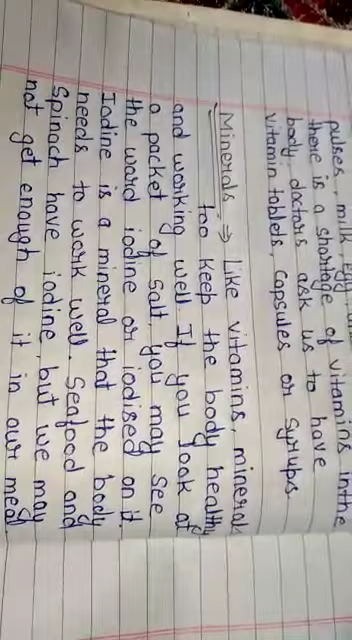 pulses, milk, egg,
there is a shortage of vitamins in the
body. doctors ask us to have
vitamin tablets, capsules or syrups.
Minerals ⇒ Like vitamins, minerals
too keep the body healthy
and working well. If you look at
a packet of salt, you may see
the word iodine or iodised on it.
Iodine is a mineral that the body
needs to work well. Seafood and
Spinach have iodine, but we may
not get enough of it in our meal